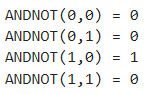 ANDNOT(0,0) = 0
ANDNOT(0,1) = 0
ANDNOT(1,0) = 1
ANDNOT(1,1) = 0